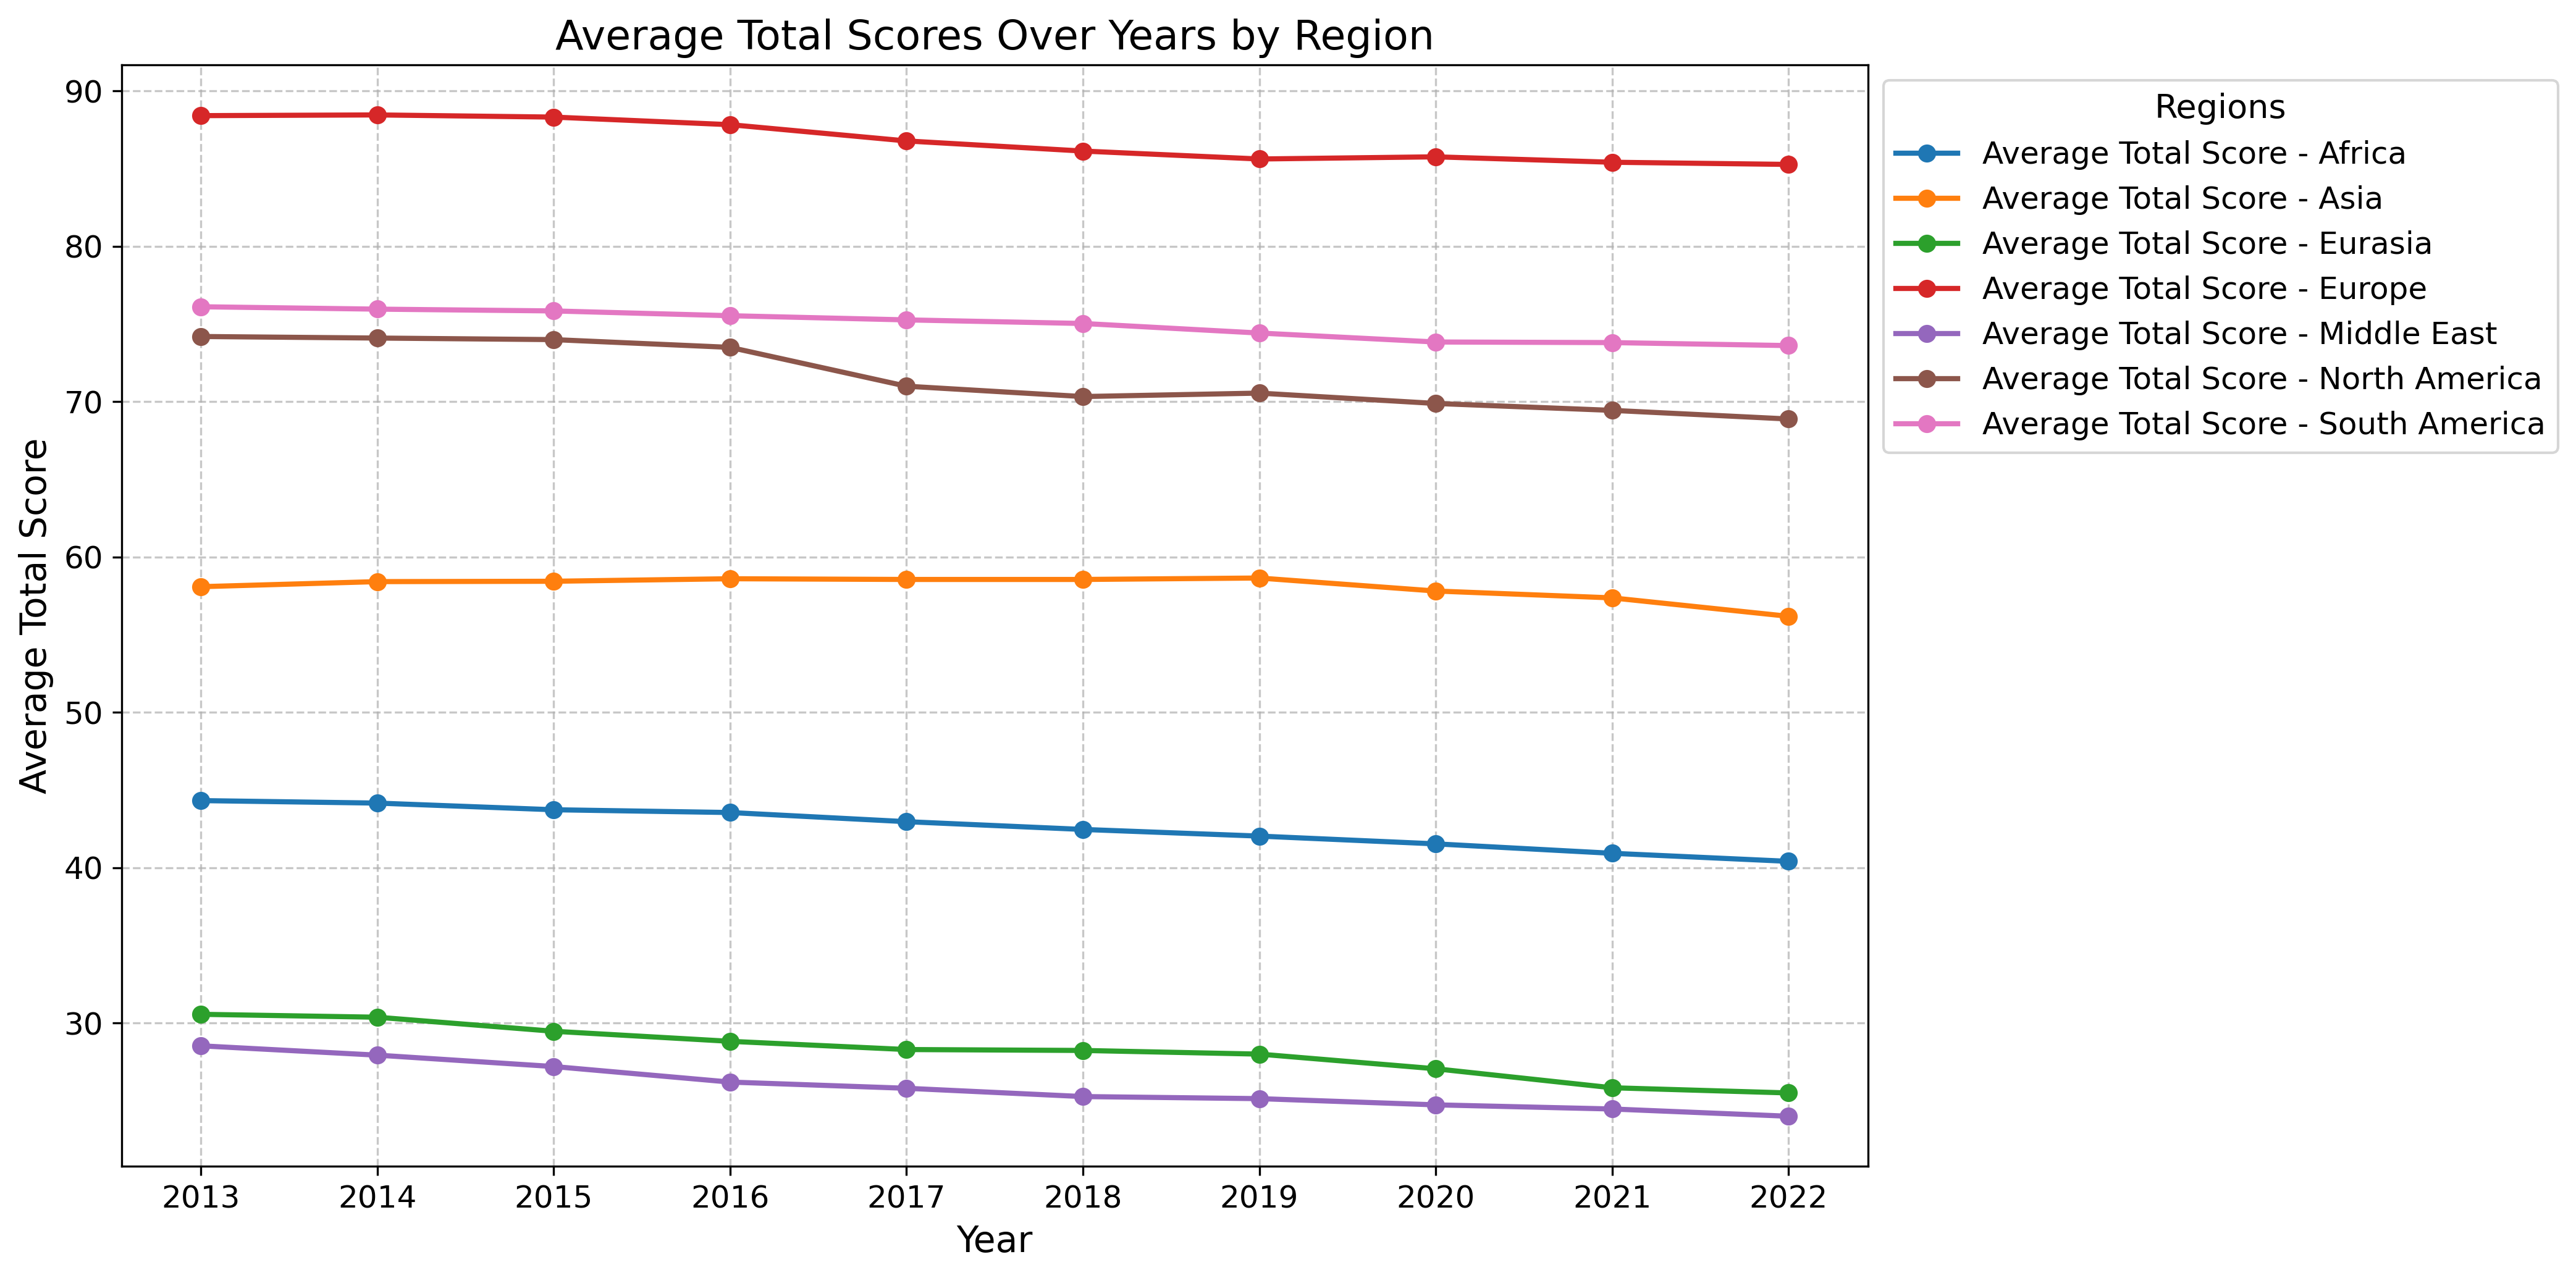 Average Total Scores Over Years by Region
Average Total Score
90
80
70
60
50
40
30
2013 2014 2015 2016 2017 2018 2019 2020 2021 2022
Year
Regions
Average Total Score - Africa
Average Total Score - Asia
Average Total Score - Eurasia
Average Total Score - Europe
Average Total Score - Middle East
Average Total Score - North America
Average Total Score - South America